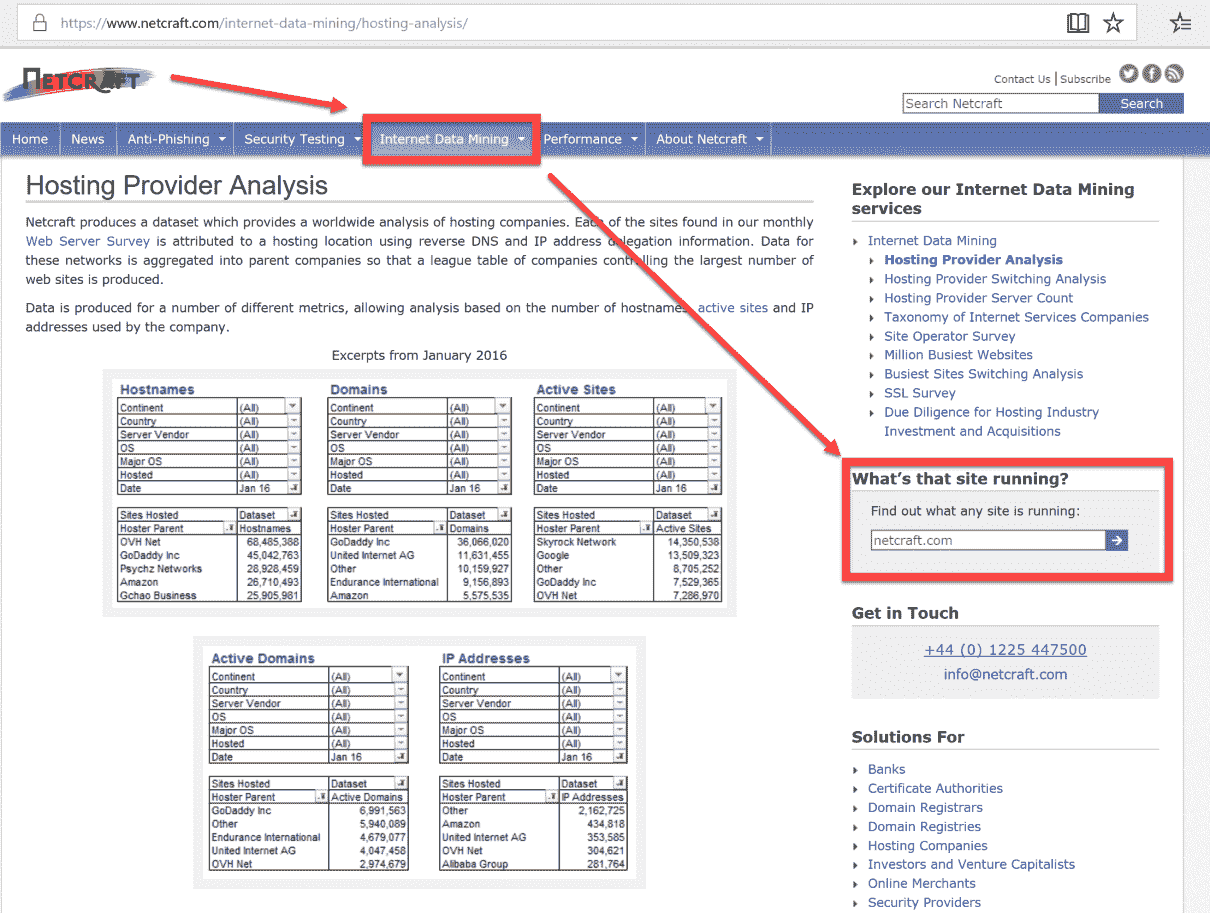 https://www.netcraft.com/internet-data-mining/hosting-analysis/
NETCRAFT
Contact Us | Subscribe
Search Netcraft Search
Home News Anti-Phishing Security Testing Internet Data Mining Performance About Netcraft
Hosting Provider Analysis
Netcraft produces a dataset which provides a worldwide analysis of hosting companies. Each of the sites found in our monthly
Web Server Survey is attributed to a hosting location using reverse DNS and IP address delegation information. Data for
these networks is aggregated into parent companies so that a league table of companies controlling the largest number of
web sites is produced.
Data is produced for a number of different metrics, allowing analysis based on the number of hostnames, active sites and IP
addresses used by the company.
Excerpts from January 2016
Hostnames
Continent (All)
Country (All)
Server Vendor (All)
OS (All)
Major OS (All)
Hosted (All)
Date Jan 16
Sites Hosted Dataset
Hoster Parent Hostnames
OVH Net 68,485,388
GoDaddy Inc 45,042,763
Psychz Networks 28,928,459
Amazon 26,710,493
Gchao Business 25,905,981
Domains
Continent (All)
Country (All)
Server Vendor (All)
OS (All)
Major OS (All)
Hosted (All)
Date Jan 16
Sites Hosted Dataset
Hoster Parent Domains
GoDaddy Inc 36,066,020
United Internet AG 11,631,455
Other 10,159,927
Endurance International 9,156,893
Amazon 5,575,535
Active Sites
Continent (All)
Country (All)
Server Vendor (All)
OS (All)
Major OS (All)
Hosted (All)
Date Jan 16
Sites Hosted Dataset
Hoster Parent Active Sites
Skyrock Network 14,350,538
Google 13,509,323
Other 8,705,252
GoDaddy Inc 7,529,365
OVH Net 7,286,970
Active Domains
Continent (All)
Country (All)
Server Vendor (All)
OS (All)
Major OS (All)
Hosted (All)
Date Jan 16
Sites Hosted Dataset
Hoster Parent Active Domains
GoDaddy Inc 6,991,563
Other 5,940,089
Endurance International 4,679,077
United Internet AG 4,047,458
OVH Net 2,974,679
IP Addresses
Continent (All)
Country (All)
Server Vendor (All)
OS (All)
Major OS (All)
Hosted (All)
Date Jan 16
Sites Hosted Dataset
Hoster Parent IP Addresses
Other 2,162,725
Amazon 434,818
United Internet AG 353,585
OVH Net 304,621
Alibaba Group 281,764
Explore our Internet Data Mining
services
Internet Data Mining
Hosting Provider Analysis
Hosting Provider Switching Analysis
Hosting Provider Server Count
Taxonomy of Internet Services Companies
Site Operator Survey
Million Busiest Websites
Busiest Sites Switching Analysis
SSL Survey
Due Diligence for Hosting Industry
Investment and Acquisitions
What's that site running?
Find out what any site is running:
netcraft.com
Get in Touch
+44 (0) 1225 447500
info@netcraft.com
Solutions For
Banks
Certificate Authorities
Domain Registrars
Domain Registries
Hosting Companies
Investors and Venture Capitalists
Online Merchants
Security Providers